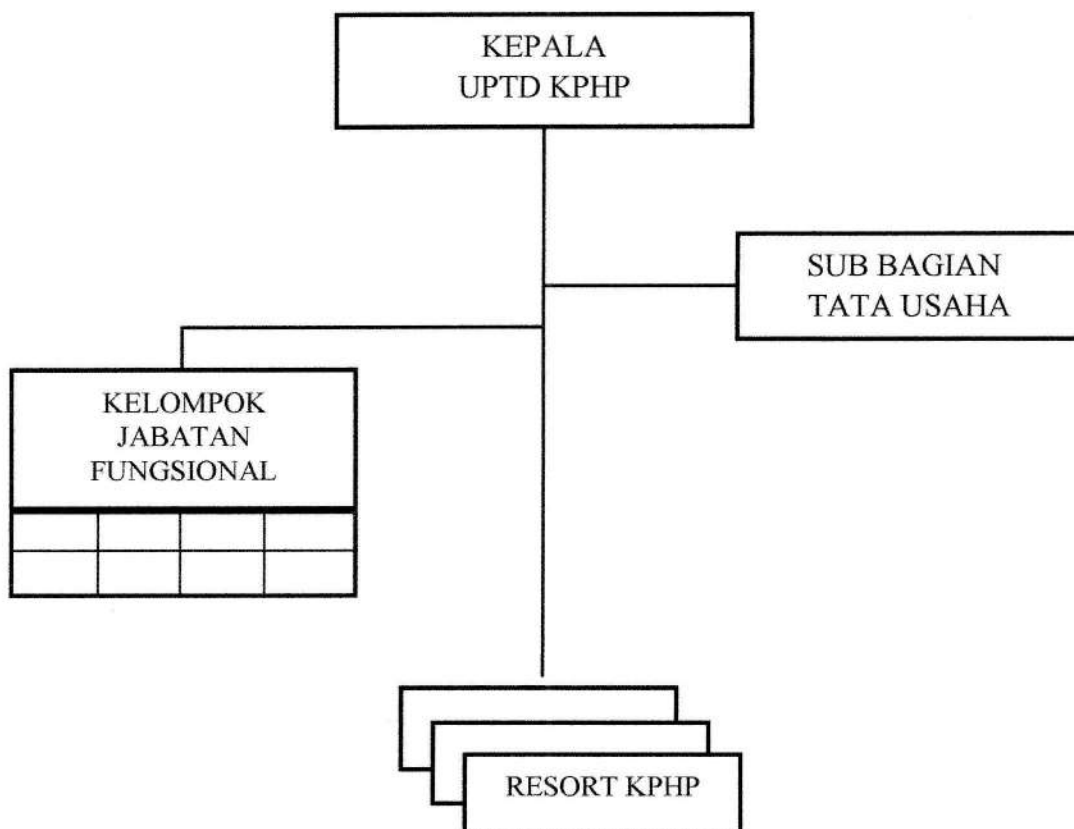 KEPALA
UPTD KPHP
SUB BAGIAN
TATA USAHA
KELOMPOK
JABATAN
FUNGSIONAL
RESORT KPHP